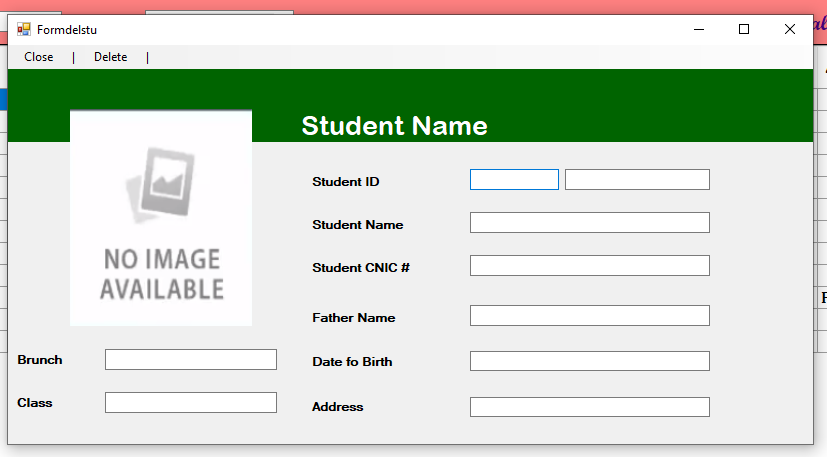 Formdelstu
Close | Delete |
Student Name
NO IMAGE
AVAILABLE
Student ID
Student Name
Student CNIC #
Father Name
Date fo Birth
Address
Brunch
Class